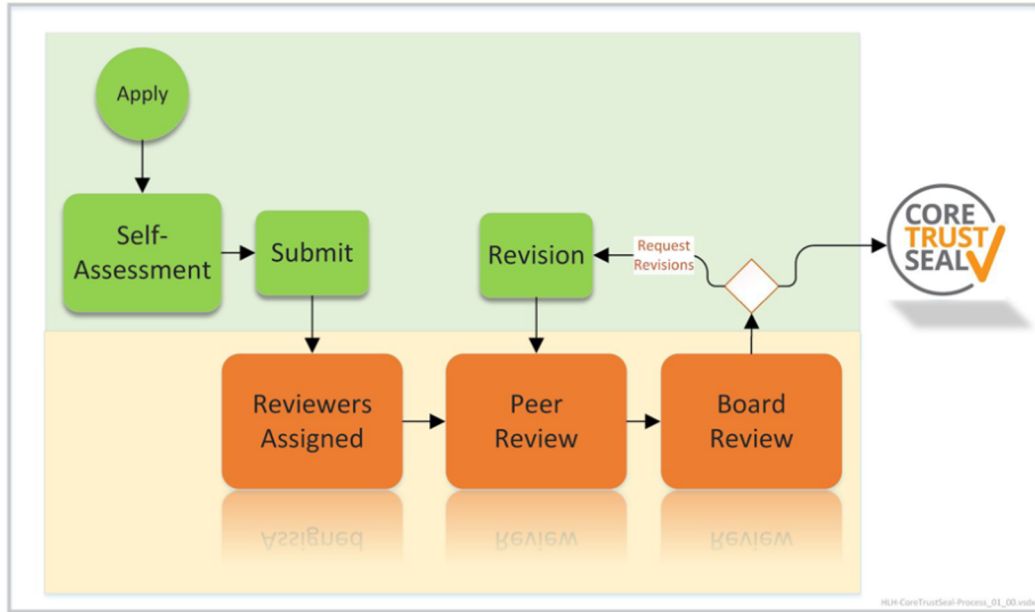 Apply
Self-
Assessment
Submit
Revision
Request
Revisions
CORE
TRUST
SEAL
Reviewers
Assigned
Peer
Review
Board
Review
HLH-CoreTrustSeal-Process_01_00.vsdx